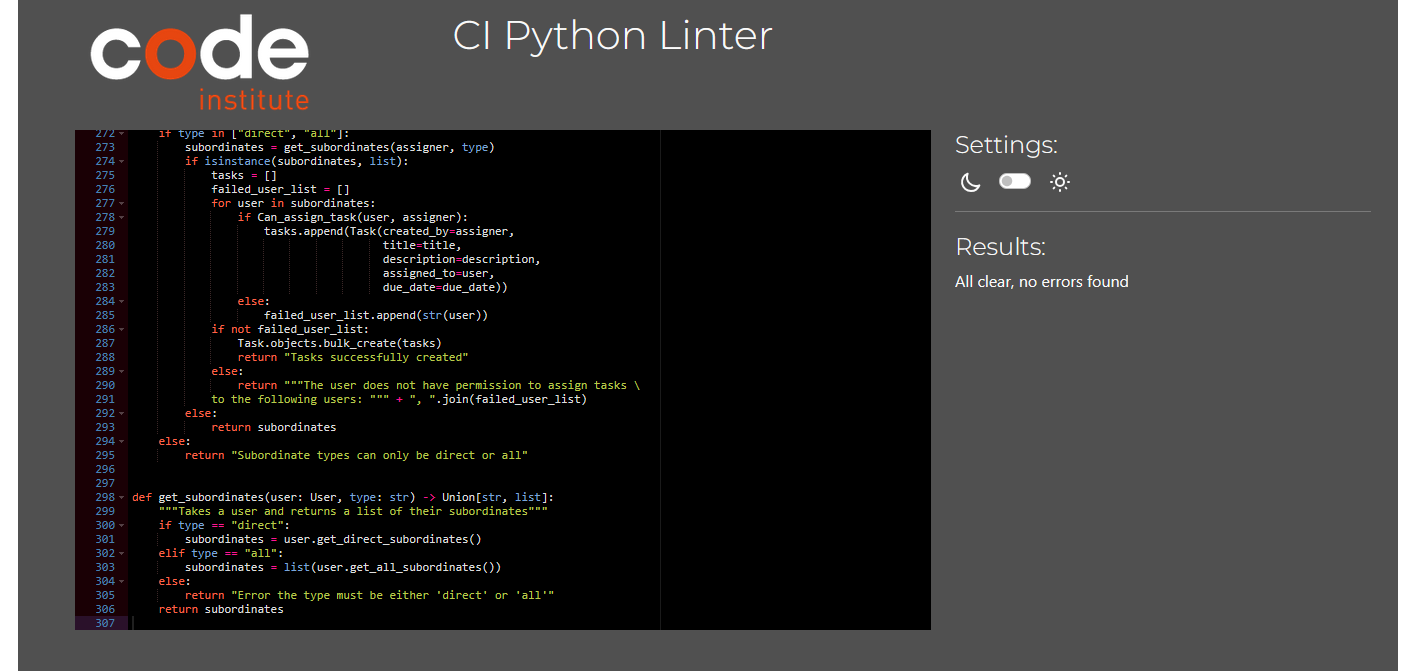 code
institute
CI Python Linter
272 if type in ["direct", "all"]:
273 subordinates = get_subordinates(assigner, type)
274 if isinstance(subordinates, list):
275 tasks = []
276 failed_user_list = []
277 for user in subordinates:
278 if Can_assign_task(user, assigner):
279 tasks.append(Task(created_by=assigner,
280 title=title,
281 description=description,
282 assigned_to=user,
283 due_date=due_date))
284 else:
285 failed_user_list.append(str(user))
286 if not failed_user_list:
287 Task.objects.bulk_create(tasks)
288 return "Tasks successfully created"
289 else:
290 return """The user does not have permission to assign tasks \
291 to the following users: """ + ", ".join(failed_user_list)
292 else:
293 return subordinates
294 else:
295 return "Subordinate types can only be direct or all"
296
297
298 def get_subordinates(user: User, type: str) -> Union[str, list]:
299 """Takes a user and returns a list of their subordinates"""
300 if type == "direct":
301 subordinates = user.get_direct_subordinates()
302 elif type == "all":
303 subordinates = list(user.get_all_subordinates())
304 else:
305 return "Error the type must be either 'direct' or 'all'"
306 return subordinates
307
Settings:
Results:
All clear, no errors found